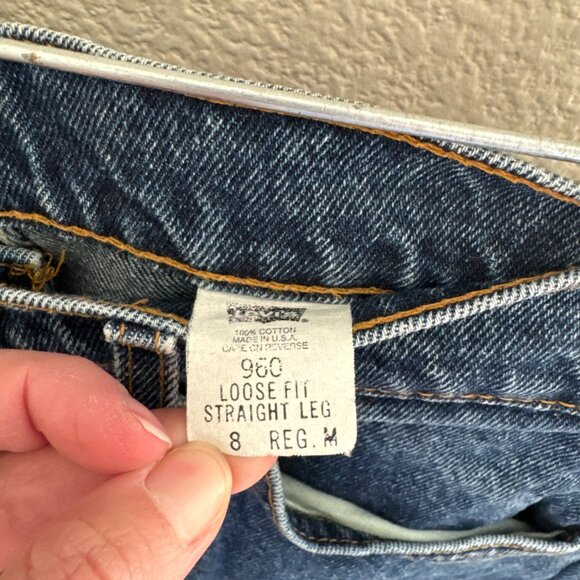 100% COTTON
MADE IN U.S.A.
CARE ON REVERSE
960
LOOSE FIT
STRAIGHT LEG
8 REG. M